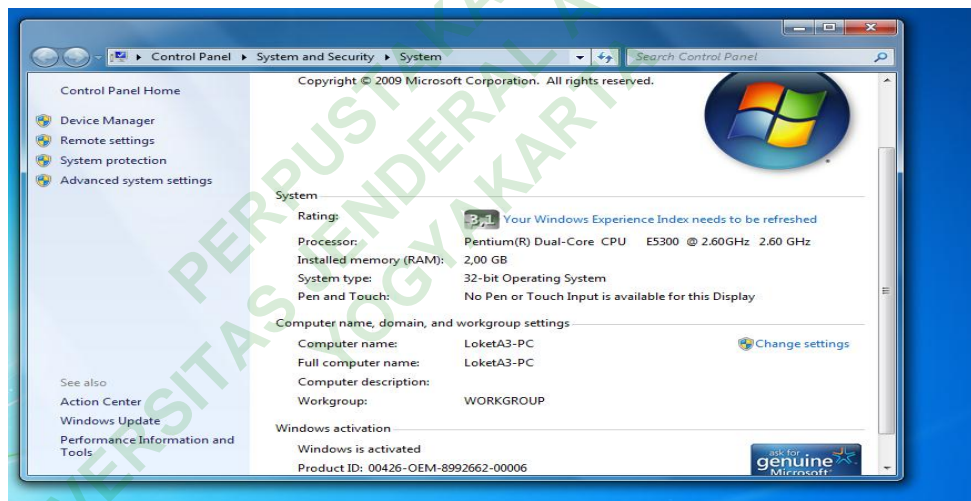 Control Panel ▸ System and Security ▸ System
Search Control Panel
Control Panel Home
Device Manager
Remote settings
System protection
Advanced system settings
See also
Action Center
Windows Update
Performance Information and
Tools
Copyright © 2009 Microsoft Corporation. All rights reserved.
System
Rating: 3,1 Your Windows Experience Index needs to be refreshed
Processor: Pentium(R) Dual-Core CPU E5300 @ 2.60GHz 2.60 GHz
Installed memory (RAM): 2,00 GB
System type: 32-bit Operating System
Pen and Touch: No Pen or Touch Input is available for this Display
Computer name, domain, and workgroup settings
Computer name: LoketA3-PC Change settings
Full computer name: LoketA3-PC
Computer description:
Workgroup: WORKGROUP
Windows activation
Windows is activated
Product ID: 00426-OEM-8992662-00006
ask for
genuine
Microsoft
PERPUSTAKA
VERSITAS JENDERAL A
YOGYAKARTA